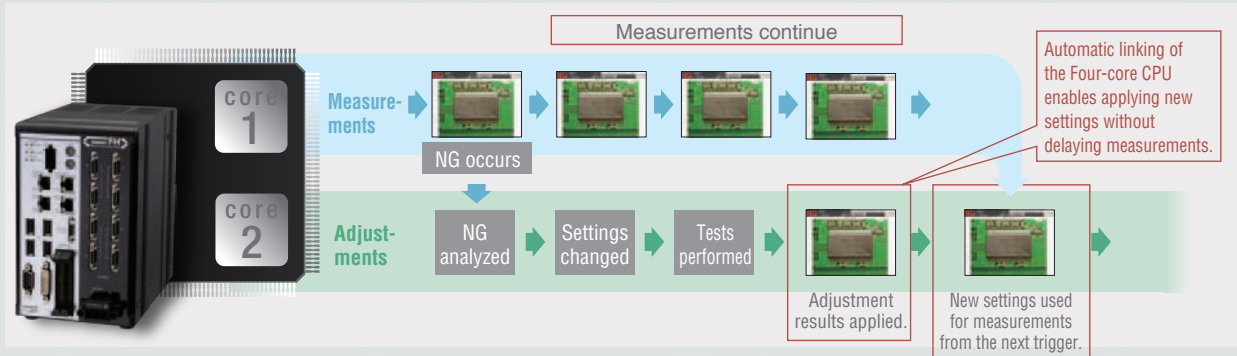 Measurements continue
core
1
Measure-
ments
NG occurs
Automatic linking of
the Four-core CPU
enables applying new
settings without
delaying measurements.
core
2
Adjust-
ments
NG
analyzed
Settings
changed
Tests
performed
Adjustment
results applied.
New settings used
for measurements
from the next trigger.
FH